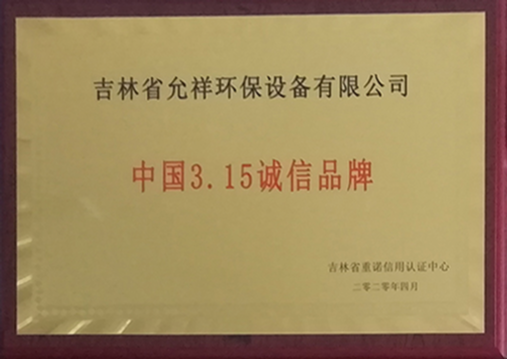 吉林省允祥环保设备有限公司
中国3.15诚信品牌
吉林省重诺信用认证中心
二零二零年四月